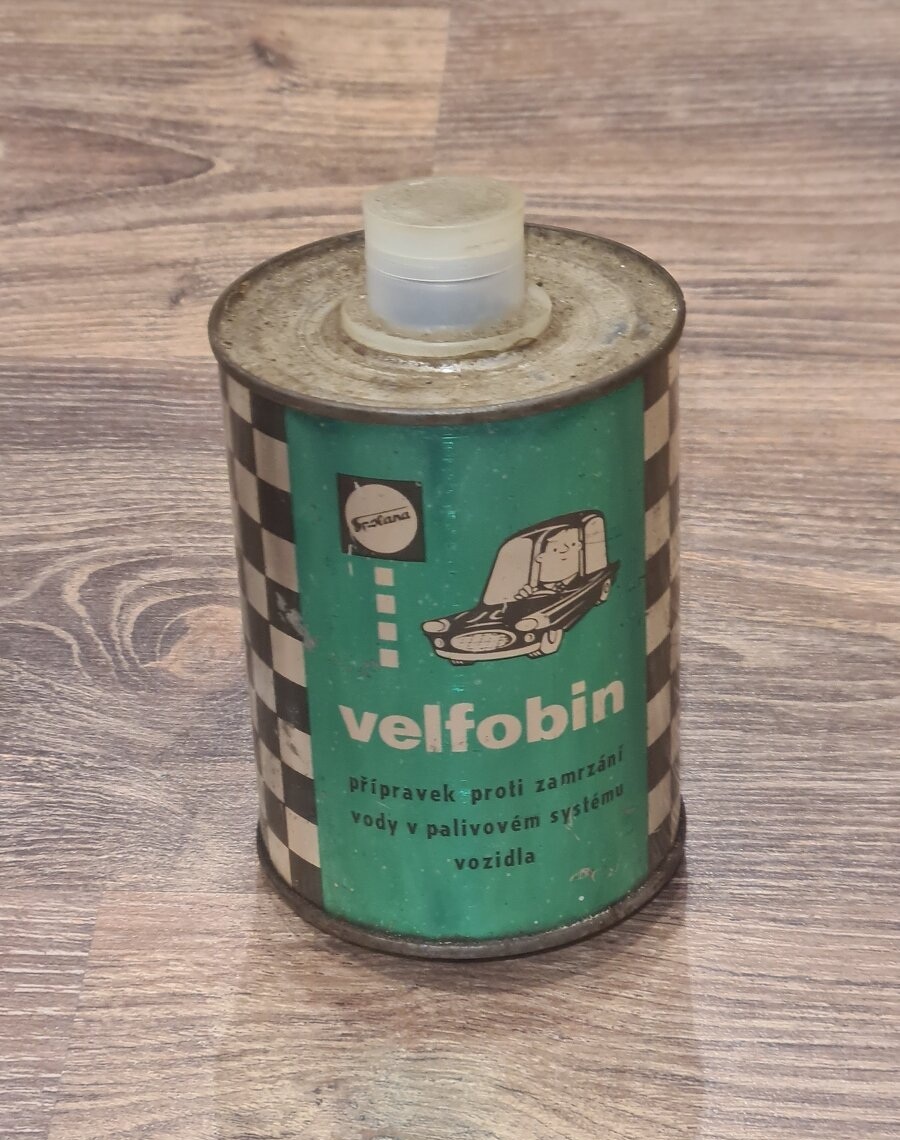 velfobin
přípravek proti zamrzání
vody v palivovém systému
vozidla